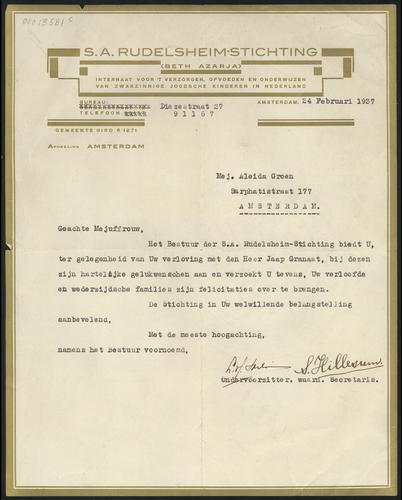 00013581 c
S.A. RUDELSHEIM-STICHTING
(BETH AZARJA)
INTERNAAT VOOR 'T VERZORGEN, OPVOEDEN EN ONDERWIJZEN
VAN ZWAKZINNIGE JOODSCHE KINDEREN IN NEDERLAND
BUREAU: AMSTERDAM, 24 Februari 1937
Diezestraat 27
TELEFOON 91167
GEMEENTE GIRO R 1271
AFDEELING AMSTERDAM
Mej. Aleida Groen
Sarphatistraat 177
AMSTERDAM.
Geachte Mejuffrouw,
Het Bestuur der S.A. Rudelsheim-Stichting biedt U,
ter gelegenheid van Uw verloving met den Heer Jaap Granaat, bij dezen
zijn hartelijke gelukwenschen aan en verzoekt U tevens, Uw verloofde
en wederzijdsche families zijn felicitaties over te brengen.
De Stichting in Uw welwillende belangstelling
aanbevelend,
Met de meeste hoogachting,
namens het Bestuur voornoemd,
S. Hillesum
Ondervoorzitter. waarn. Secretaris.